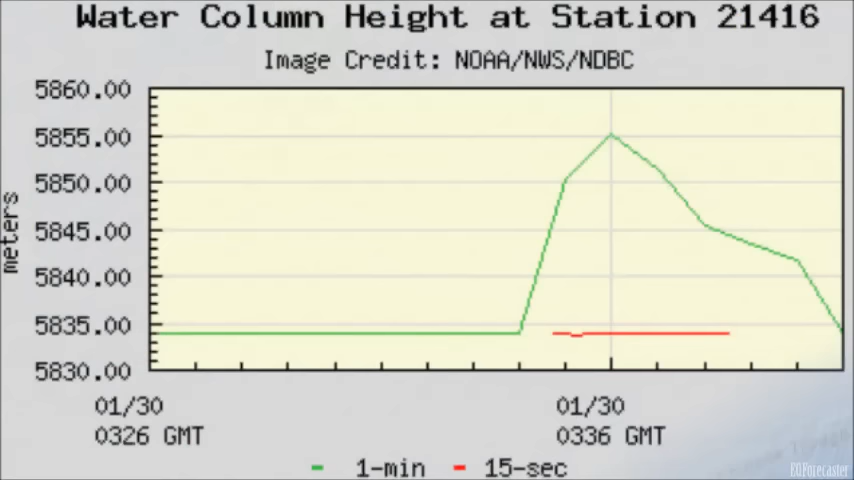 Water Column Height at Station 21416
Image Credit: NOAA/NWS/NDBC
5860.00
5855.00
5850.00
5845.00
5840.00
5835.00
5830.00
meters
01/30 01/30
0326 GMT 0336 GMT
1-min 15-sec
EQForecaster